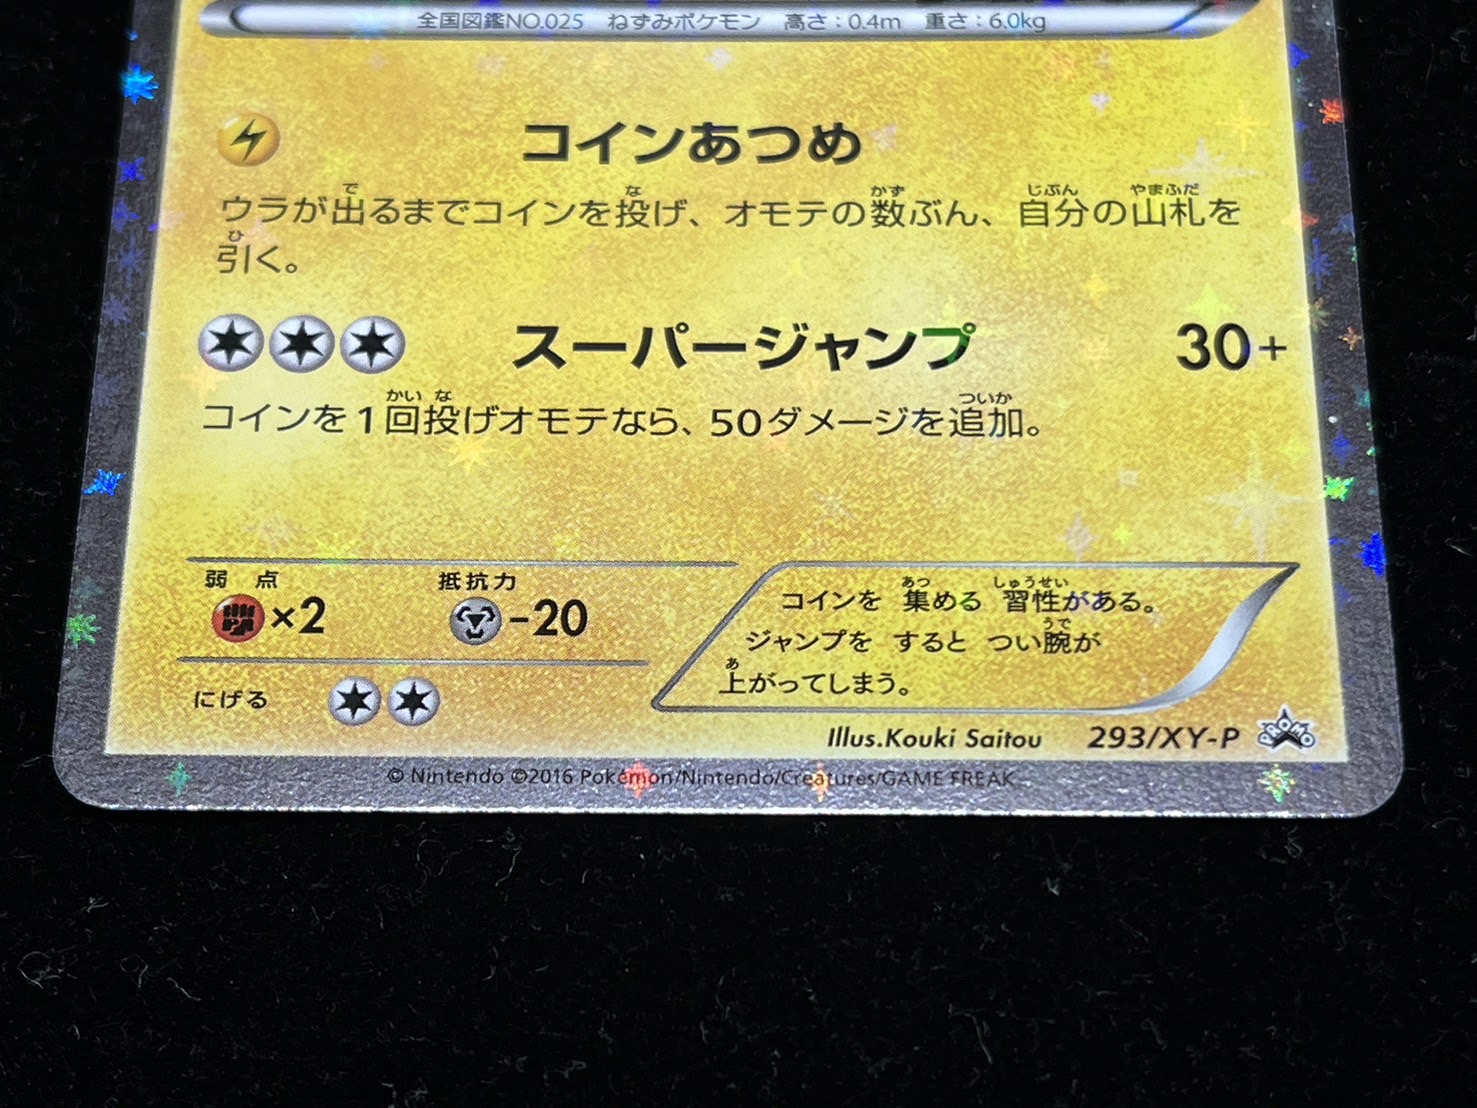 全国図鑑NO.025 ねずみポケモン 高さ：0.4m 重さ：6.0kg
コインあつめ
ウラが出るまでコインを投げ、オモテの数ぶん、自分の山札を
引く。
スーパージャンプ 30+
コインを1回投げオモテなら、50ダメージを追加。
弱点 抵抗力
×2 -20
にげる
コインを 集める 習性がある。
ジャンプを すると つい腕が
上がってしまう。
Illus.Kouki Saitou 293/XY-P PROMO
© Nintendo ©2016 Pokémon/Nintendo/Creatures/GAME FREAK